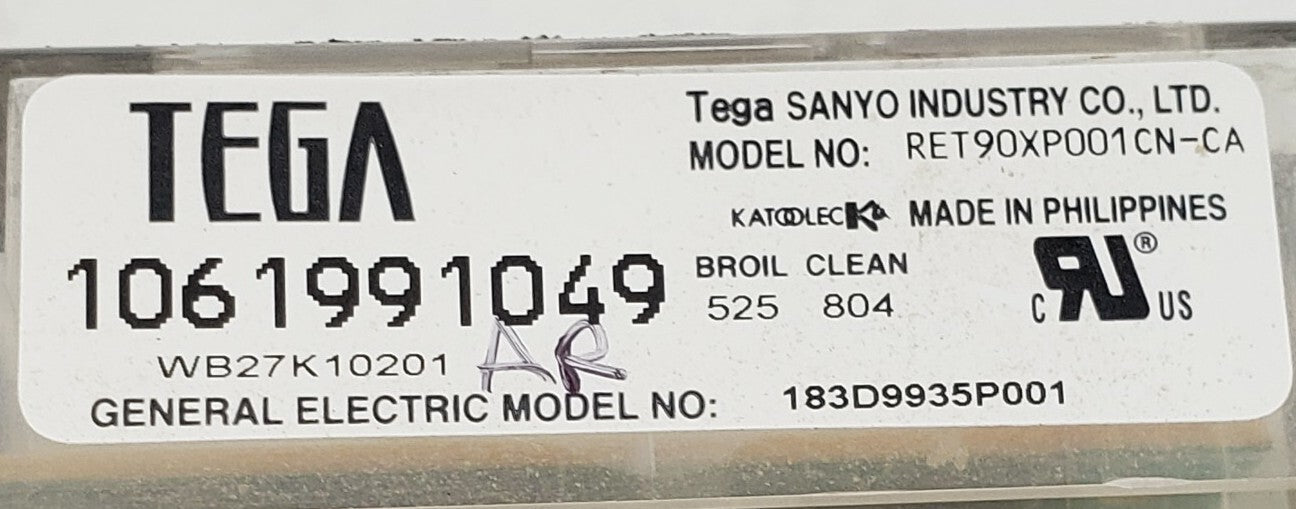 TEGA
Tega SANYO INDUSTRY CO., LTD.
MODEL NO: RET90XP001CN-CA
KATOOLEC MADE IN PHILIPPINES
1061991049
BROIL CLEAN
525 804
C US ®
WB27K10201
AR
GENERAL ELECTRIC MODEL NO: 183D9935P001